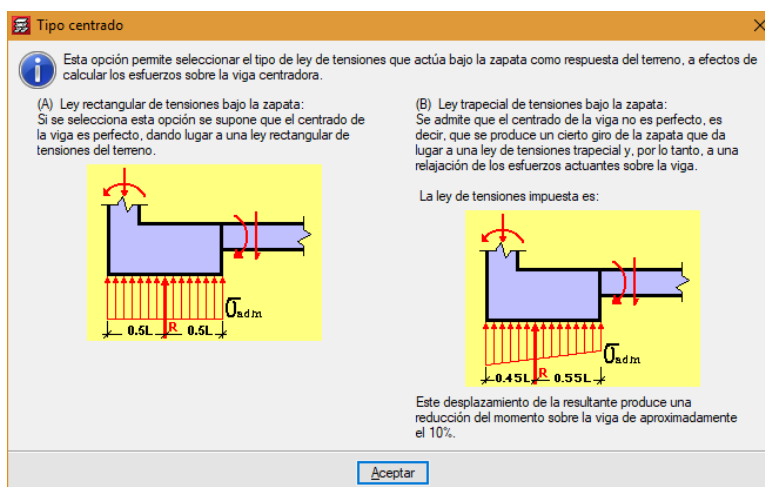 Tipo centrado
Esta opción permite seleccionar el tipo de ley de tensiones que actúa bajo la zapata como respuesta del terreno, a efectos de
calcular los esfuerzos sobre la viga centradora.
(A) Ley rectangular de tensiones bajo la zapata:
Si se selecciona esta opción se supone que el centrado de
la viga es perfecto, dando lugar a una ley rectangular de
tensiones del terreno.
σadm
0.5L R 0.5L
(B) Ley trapecial de tensiones bajo la zapata:
Se admite que el centrado de la viga no es perfecto, es
decir, que se produce un cierto giro de la zapata que da
lugar a una ley de tensiones trapecial y, por lo tanto, a una
relajación de los esfuerzos actuantes sobre la viga.
La ley de tensiones impuesta es:
σadm
0.45L R 0.55L
Este desplazamiento de la resultante produce una
reducción del momento sobre la viga de aproximadamente
el 10%.
Aceptar